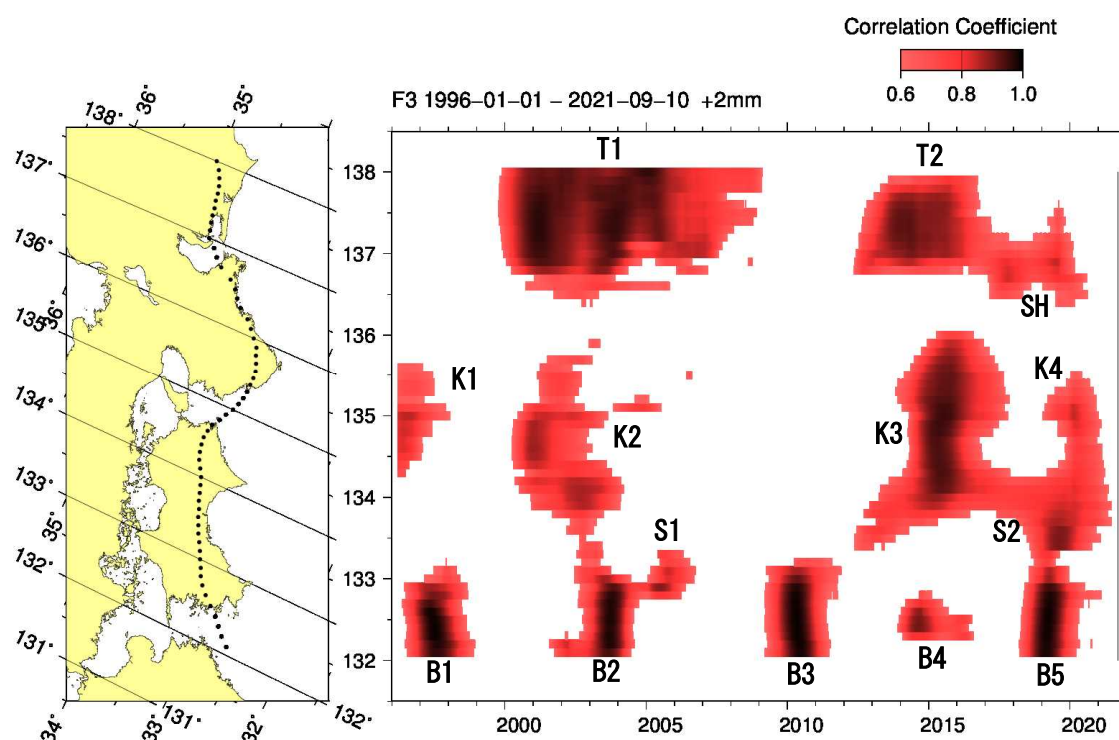 Correlation Coefficient
0.6 0.8 1.0
F3 1996-01-01 - 2021-09-10 +2mm
138° 36° 35°
137°
136°
135° 36°
134°
133°
35°
132°
131°
34° 33° 131° 32° 132°
138
137
136
135
134
133
132
T1 T2
SH
K1 K2 K3 K4
S1 S2
B1 B2 B3 B4 B5
2000 2005 2010 2015 2020